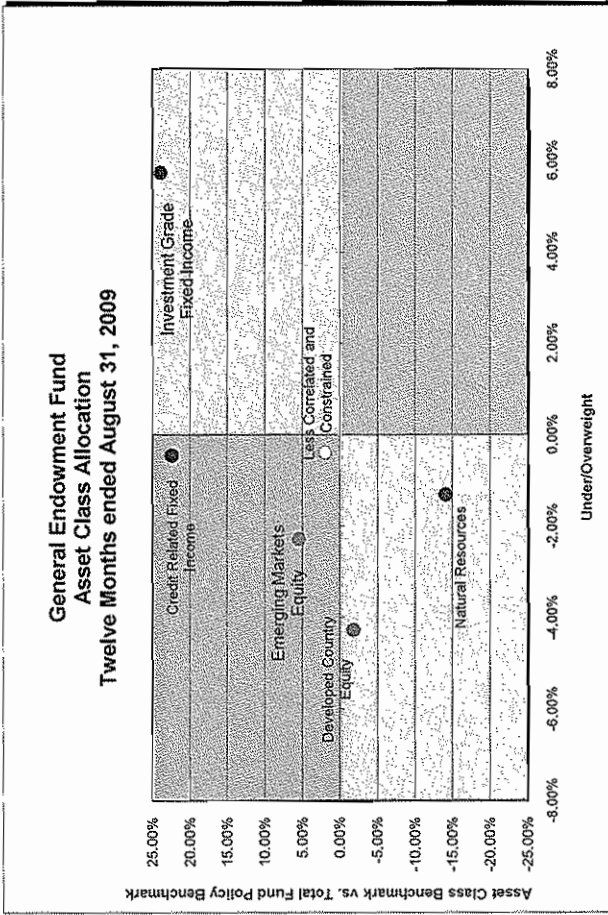 General Endowment Fund
Asset Class Allocation
Twelve Months ended August 31, 2009
Asset Class Benchmark vs. Total Fund Policy Benchmark
25.00%
20.00%
15.00%
10.00%
5.00%
0.00%
-5.00%
-10.00%
-15.00%
-20.00%
-25.00%
Credit Related Fixed
Income
Investment Grade
Fixed Income
Emerging Markets
Equity
Less Correlated and
Constrained
Developed Country
Equity
Natural Resources
-8.00%
-6.00%
-4.00%
-2.00%
0.00%
2.00%
4.00%
6.00%
8.00%
Under/Overweight